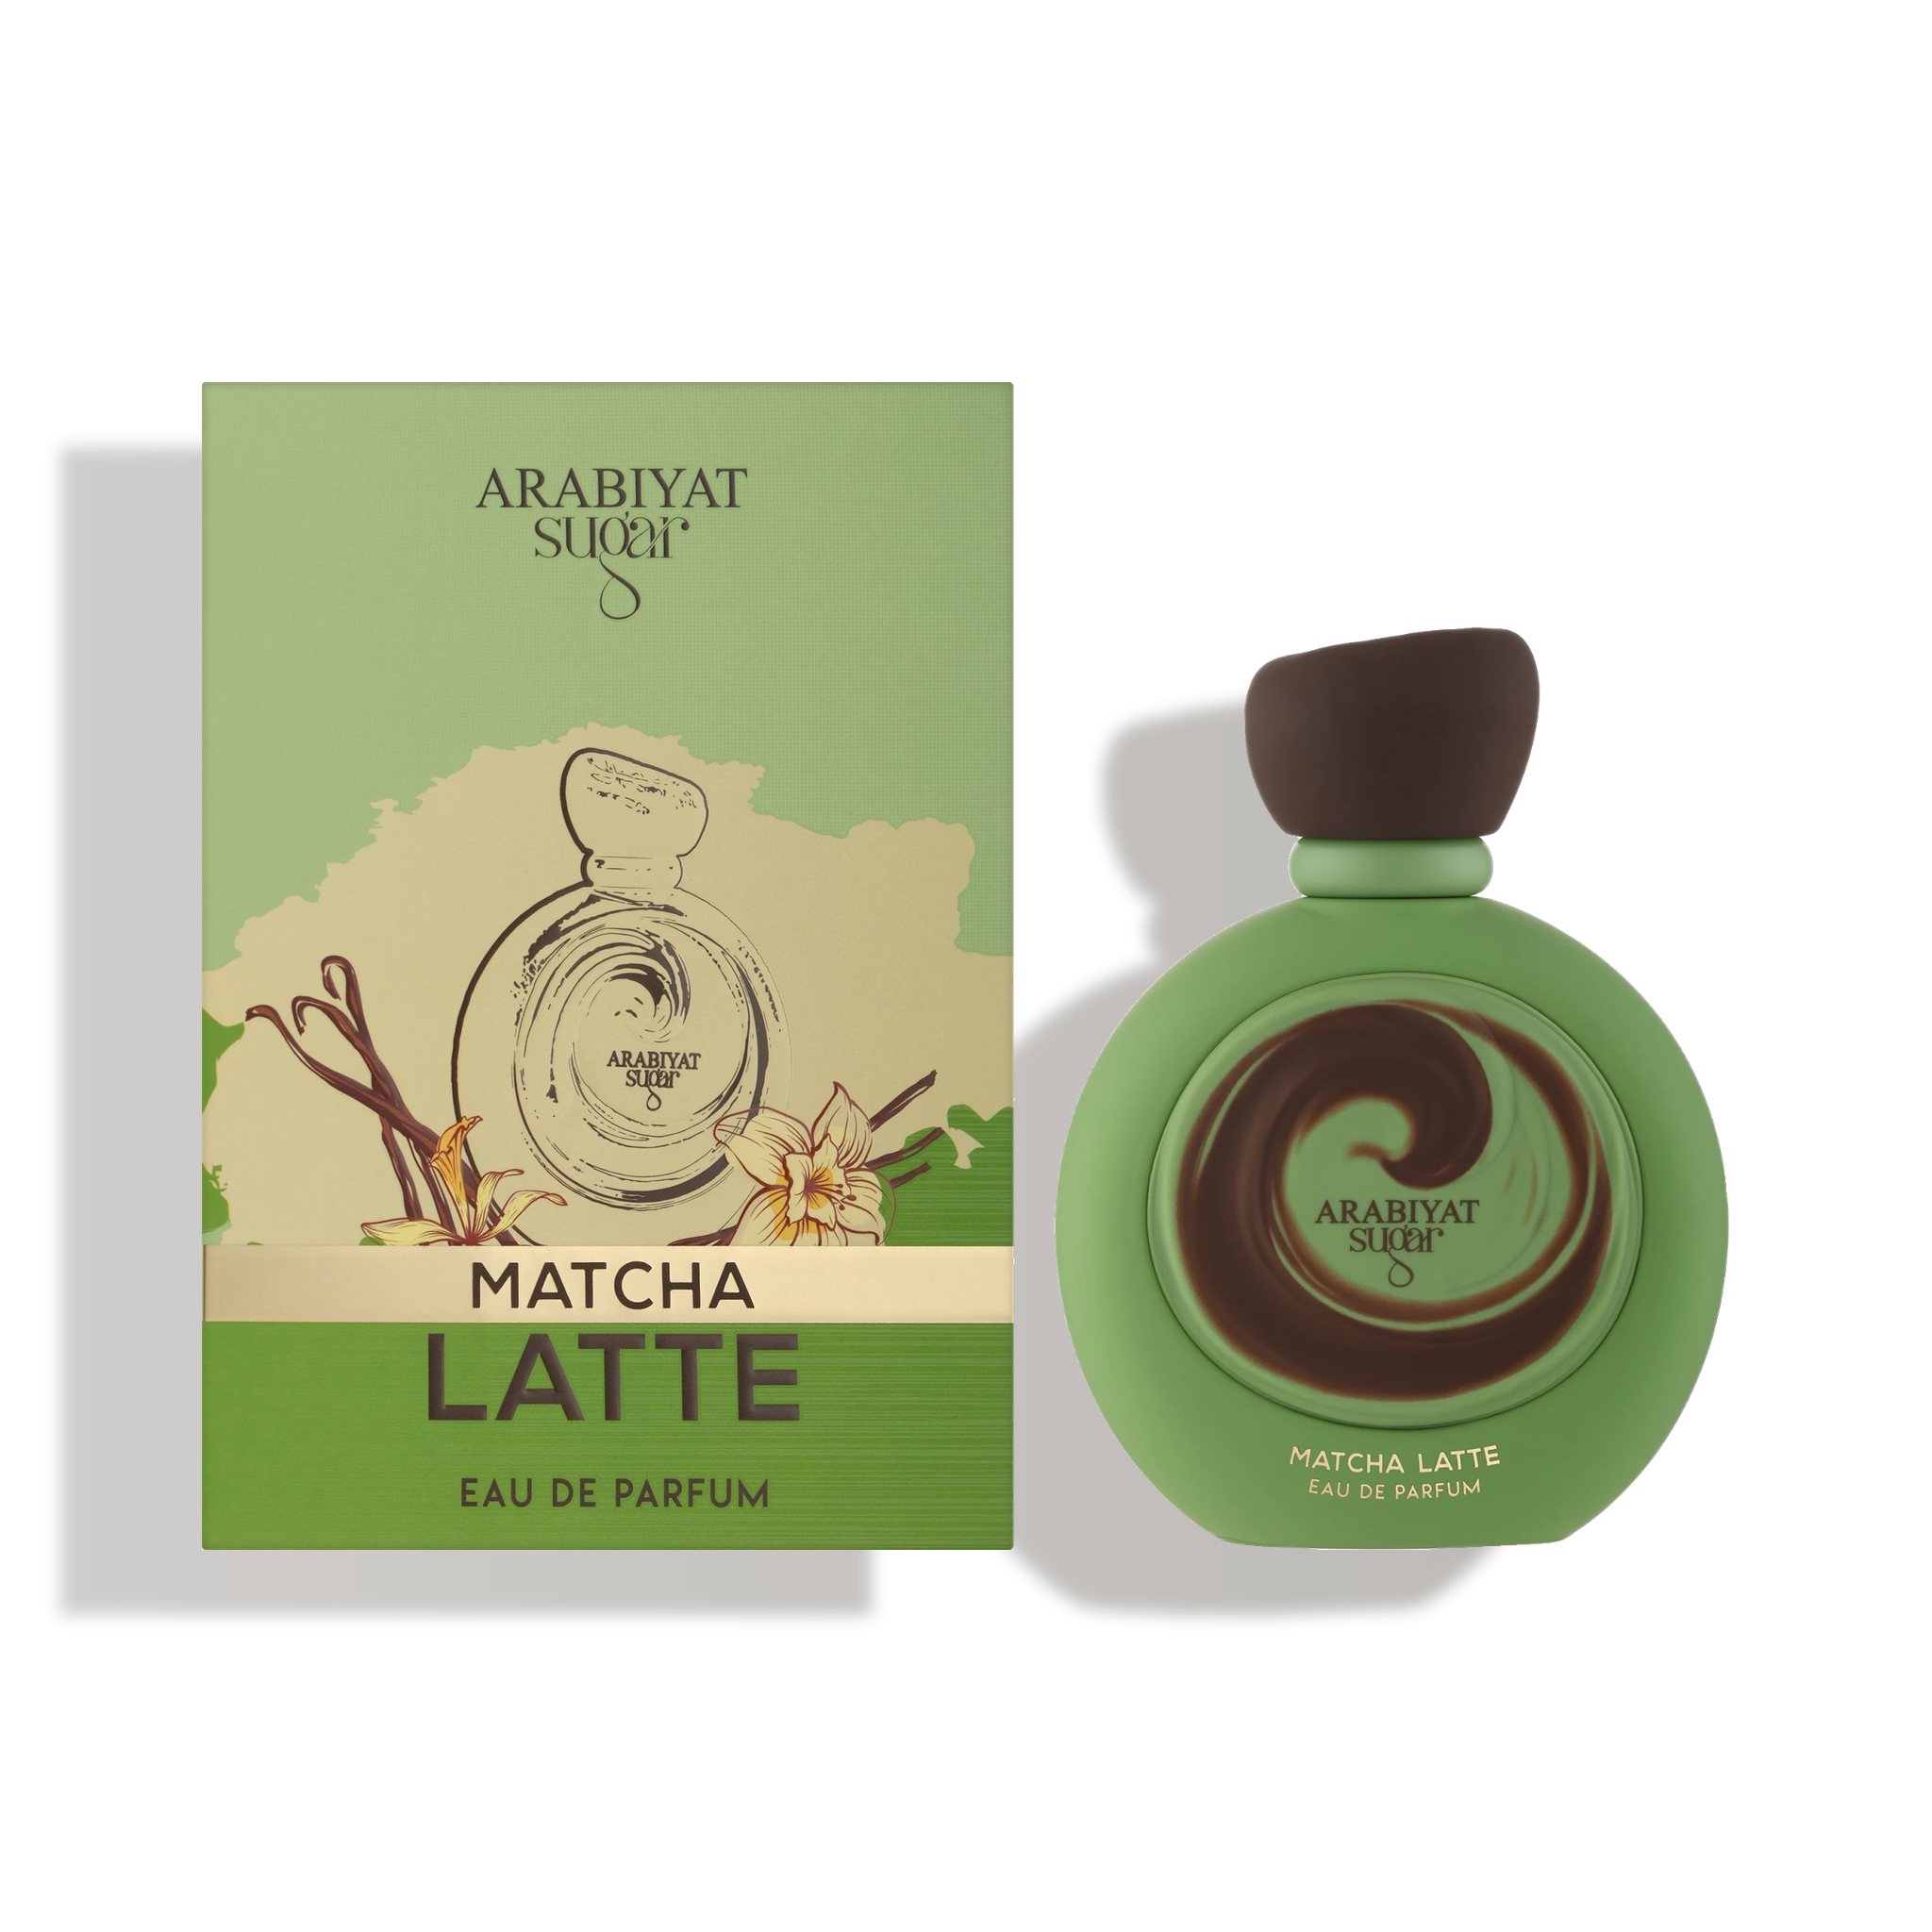 ARABIYAT
sugar
ARABIYAT
sugar
MATCHA
LATTE
EAU DE PARFUM
ARABIYAT
sugar
MATCHA LATTE
EAU DE PARFUM